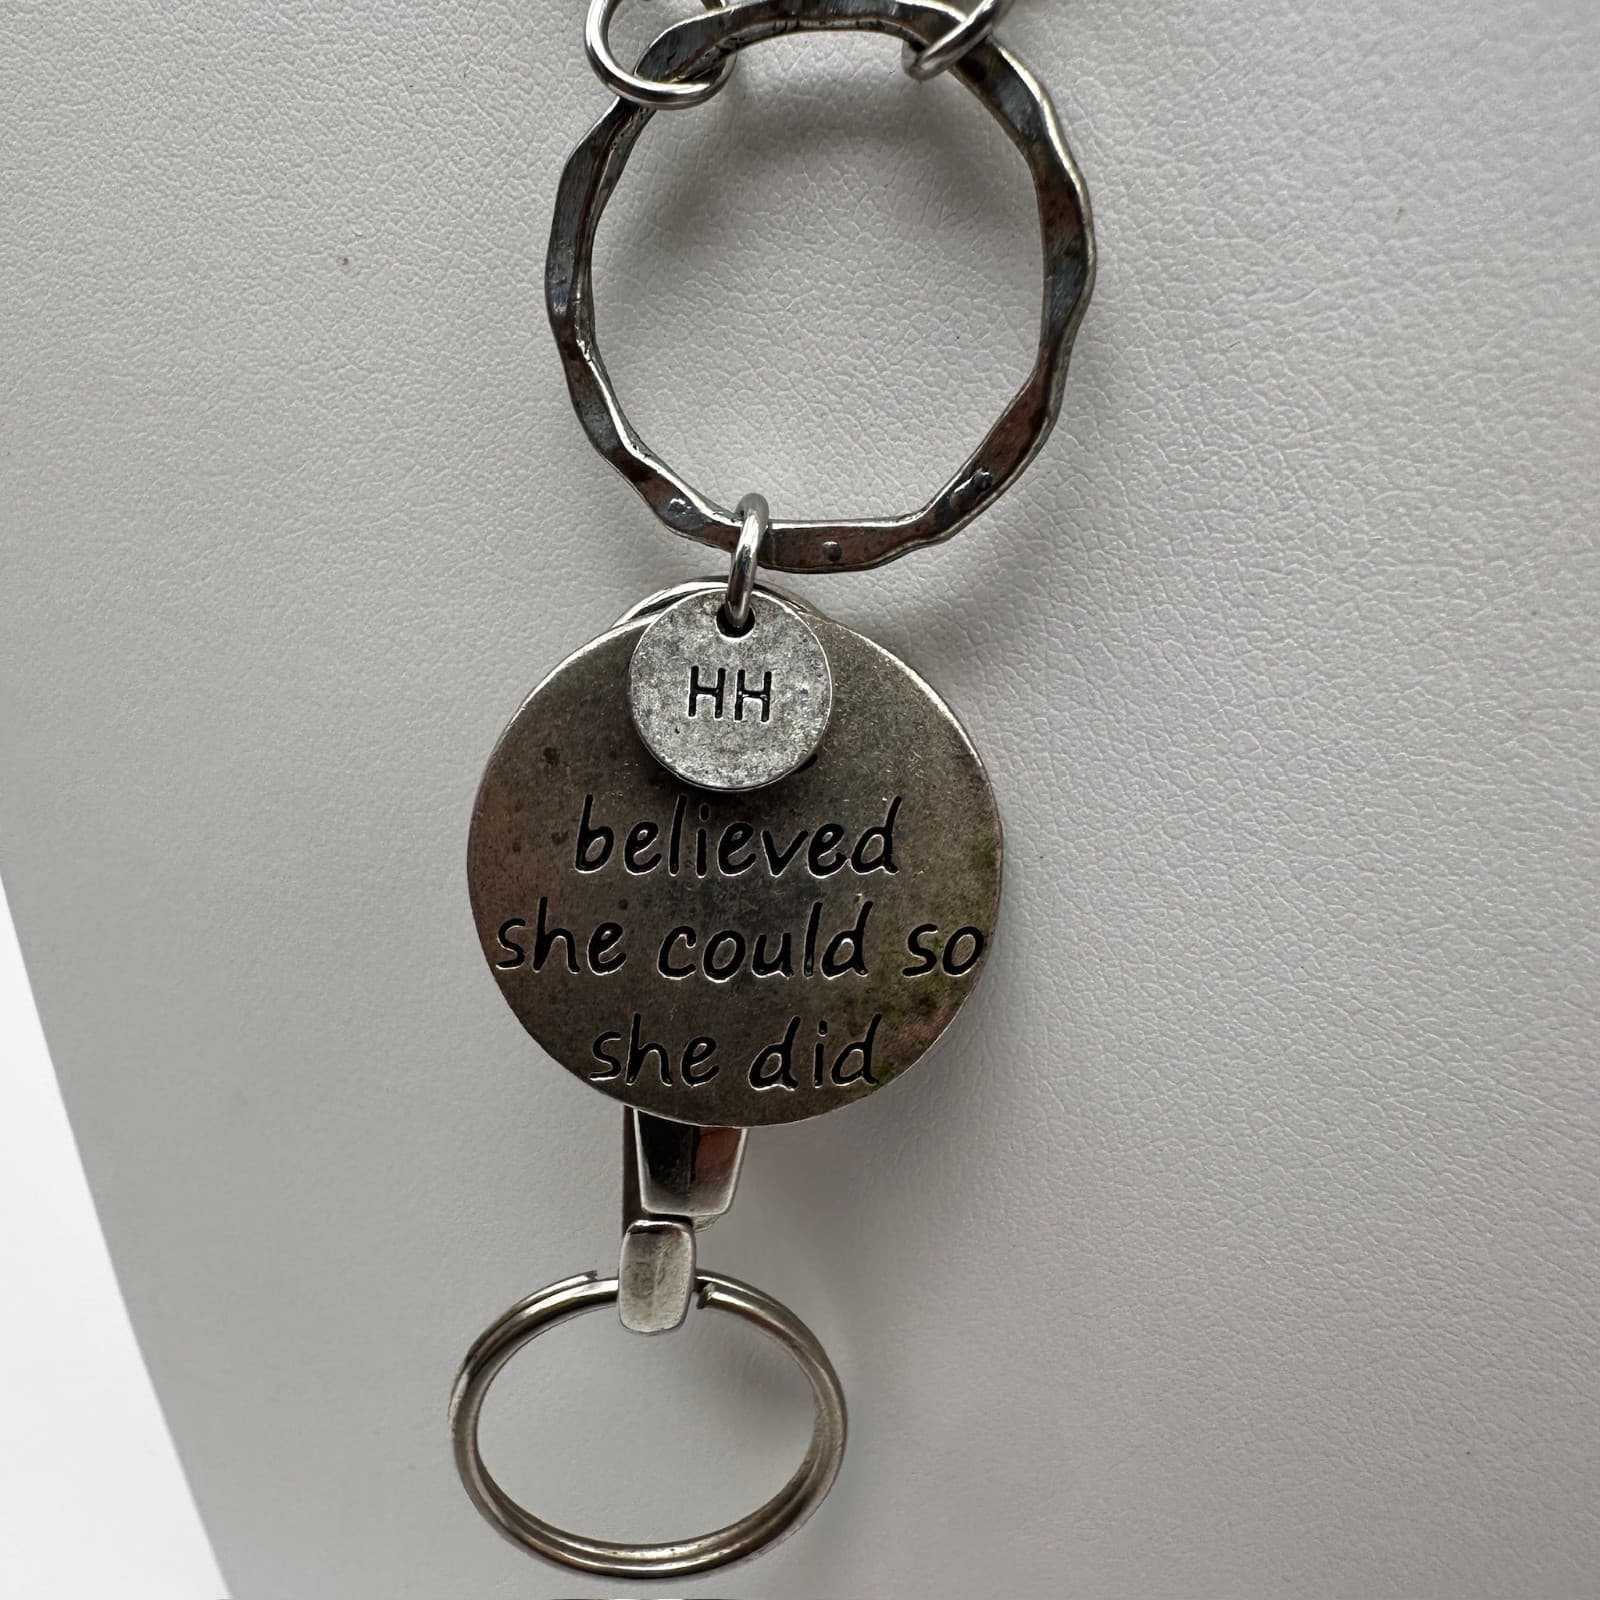 HH
believed
she could so
she did